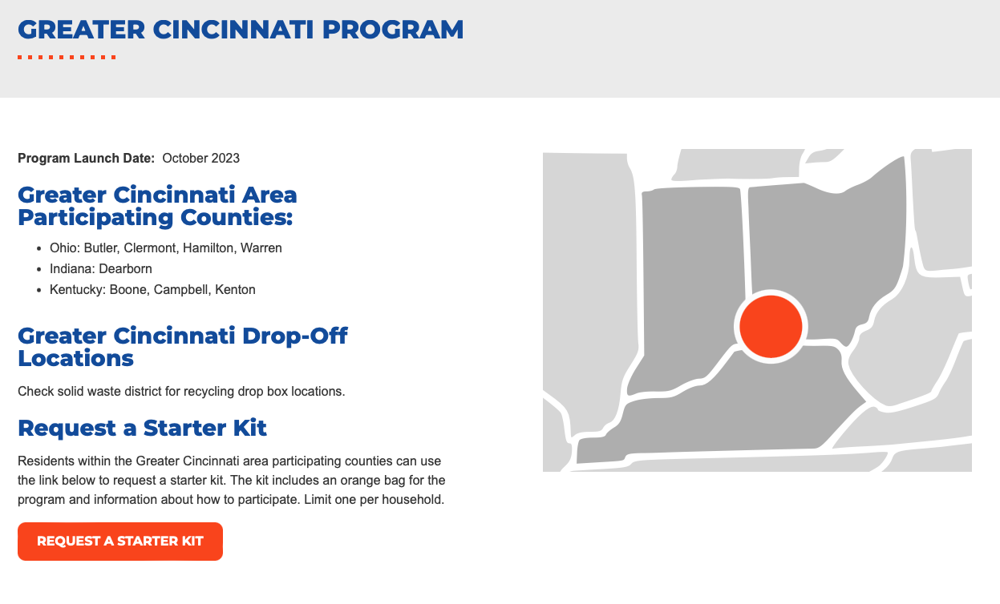 GREATER CINCINNATI PROGRAM
Program Launch Date: October 2023
Greater Cincinnati Area
Participating Counties:
• Ohio: Butler, Clermont, Hamilton, Warren
• Indiana: Dearborn
• Kentucky: Boone, Campbell, Kenton
Greater Cincinnati Drop-Off
Locations
Check solid waste district for recycling drop box locations.
Request a Starter Kit
Residents within the Greater Cincinnati area participating counties can use
the link below to request a starter kit. The kit includes an orange bag for the
program and information about how to participate. Limit one per household.
REQUEST A STARTER KIT